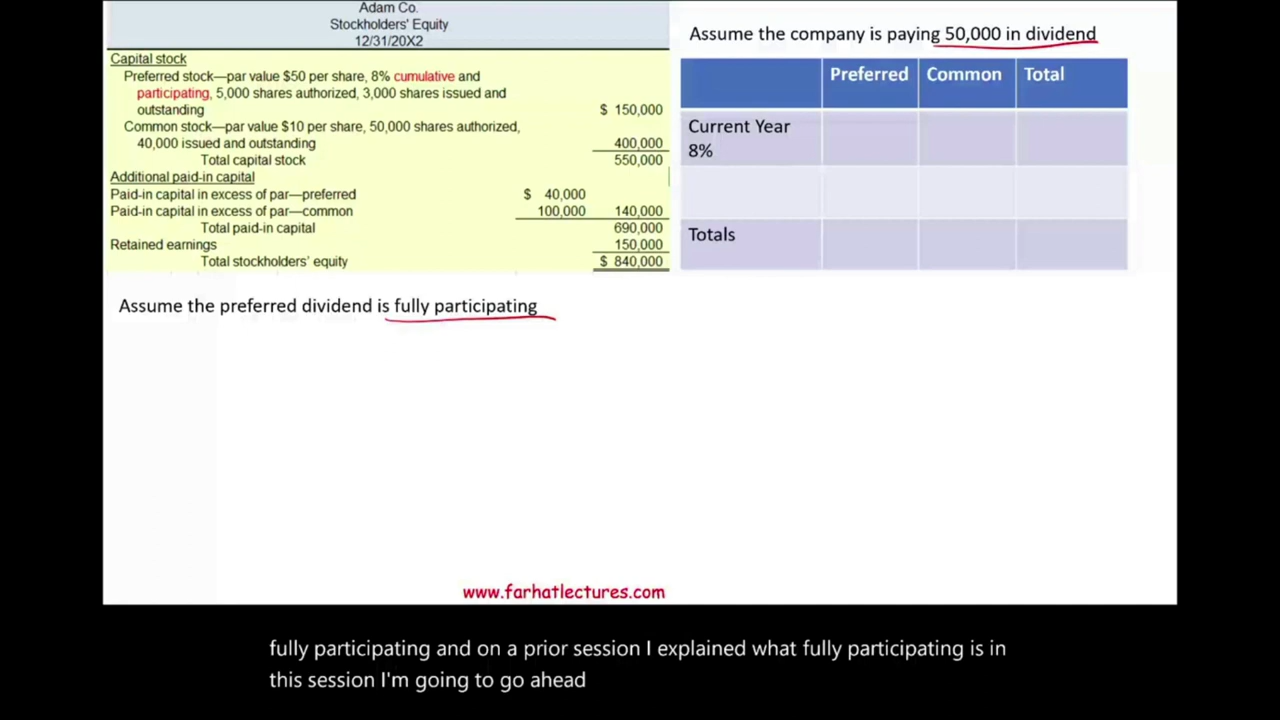 Adam Co.
Stockholders' Equity
12/31/20X2
Capital stock
Preferred stock—par value $50 per share, 8% cumulative and
participating, 5,000 shares authorized, 3,000 shares issued and
outstanding $ 150,000
Common stock—par value $10 per share, 50,000 shares authorized,
40,000 issued and outstanding 400,000
Total capital stock 550,000
Additional paid-in capital
Paid-in capital in excess of par—preferred $ 40,000
Paid-in capital in excess of par—common 100,000 140,000
Total paid-in capital 690,000
Retained earnings 150,000
Total stockholders' equity $ 840,000
Assume the company is paying 50,000 in dividend
Preferred Common Total
Current Year
8%
Totals
Assume the preferred dividend is fully participating
www.farhatlectures.com
fully participating and on a prior session I explained what fully participating is in
this session I'm going to go ahead